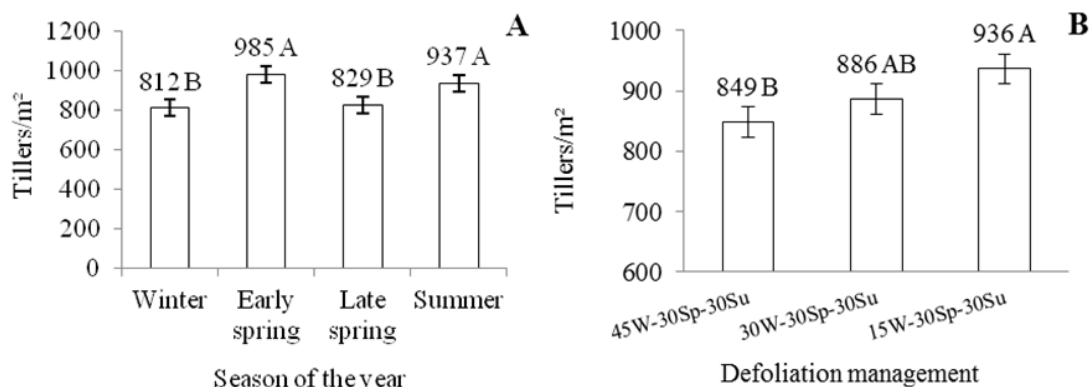 A
Tillers/m²
1200
1000
800
600
400
200
0
812 B
985 A
829 B
937 A
Winter
Early
spring
Late
spring
Summer
Season of the year
B
Tillers/m²
1000
900
800
700
600
849 B
886 AB
936 A
45W-30Sp-30Su
30W-30Sp-30Su
15W-30Sp-30Su
Defoliation management